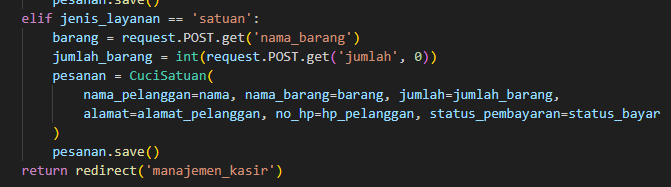 pesanan.save()
elif jenis_layanan == 'satuan':
barang = request.POST.get('nama_barang')
jumlah_barang = int(request.POST.get('jumlah', 0))
pesanan = CuciSatuan(
nama_pelanggan=nama, nama_barang=barang, jumlah=jumlah_barang,
alamat=alamat_pelanggan, no_hp=hp_pelanggan, status_pembayaran=status_bayar
)
pesanan.save()
return redirect('manajemen_kasir')